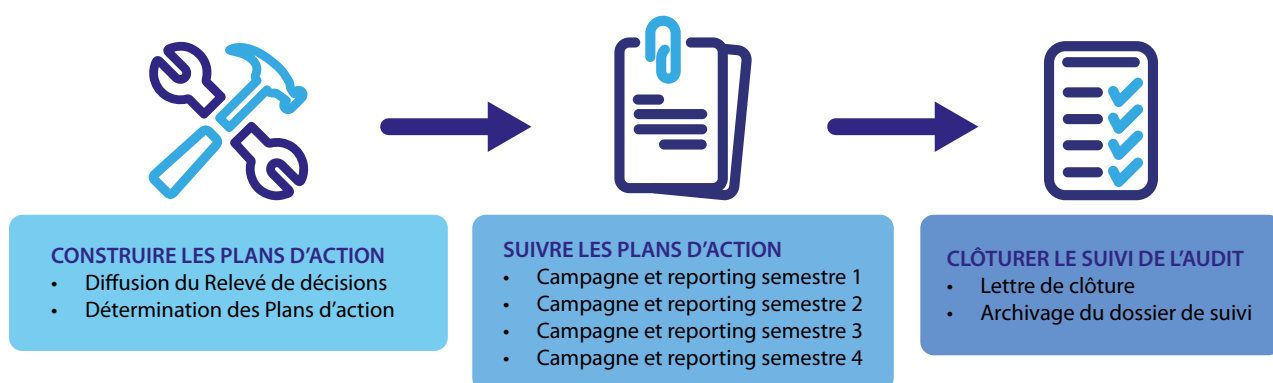 CONSTRUIRE LES PLANS D’ACTION
• Diffusion du Relevé de décisions
• Détermination des Plans d’action
SUIVRE LES PLANS D’ACTION
• Campagne et reporting semestre 1
• Campagne et reporting semestre 2
• Campagne et reporting semestre 3
• Campagne et reporting semestre 4
CLÔTURER LE SUIVI DE L’AUDIT
• Lettre de clôture
• Archivage du dossier de suivi